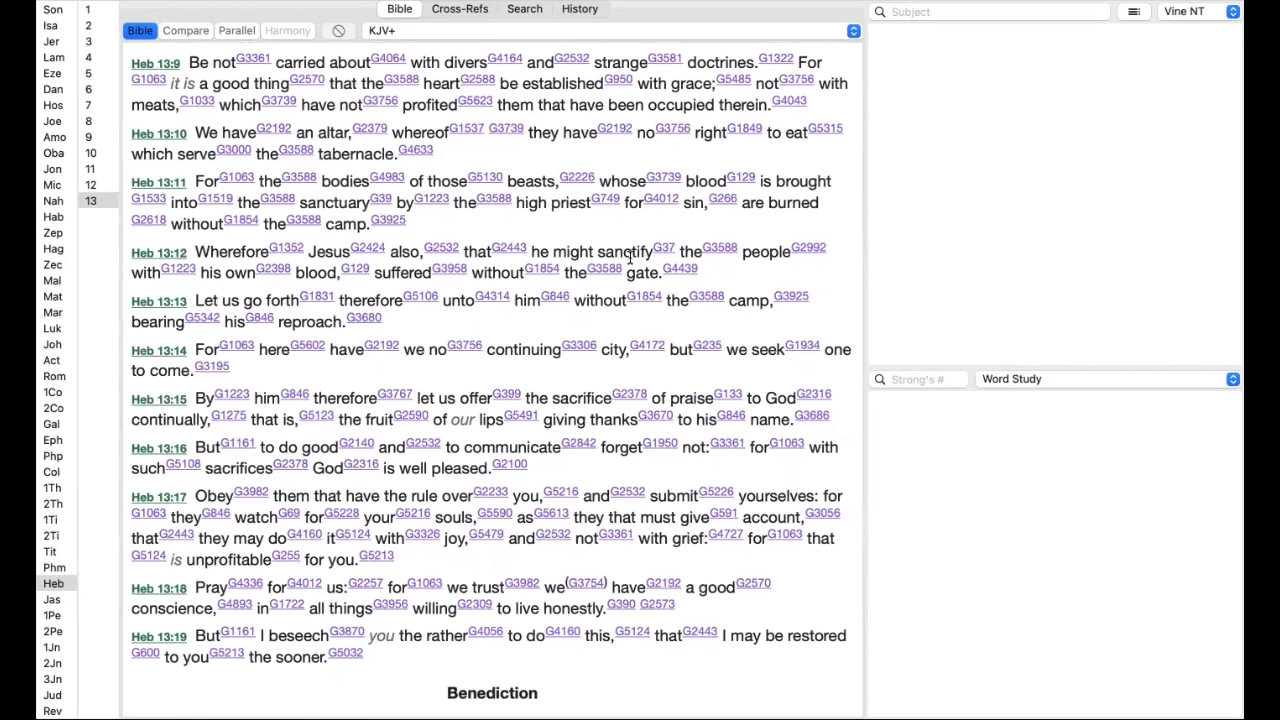 Son
Isa
Jer
Lam
Eze
Dan
Hos
Joe
Amo
Oba
Jon
Mic
Nah
Hab
Zep
Hag
Zec
Mal
Mat
Mar
Luk
Joh
Act
Rom
1Co
2Co
Gal
Eph
Php
Col
1Th
2Th
1Ti
2Ti
Tit
Phm
Heb
Jas
1Pe
2Pe
1Jn
2Jn
3Jn
Jud
Rev
1
2
3
4
5
6
7
8
9
10
11
12
13
Bible Cross-Refs Search History
Bible Compare Parallel Harmony KJV+
Heb 13:9 Be notG3361 carried aboutG4064 with diversG4164 andG2532 strangeG3581 doctrines.G1322 For
G1063 it is a good thingG2570 that theG3588 heartG2588 be establishedG950 with grace;G5485 notG3756 with
meats,G1033 whichG3739 have notG3756 profitedG5623 them that have been occupied therein.G4043
Heb 13:10 We haveG2192 an altar,G2379 whereofG1537 G3739 they haveG2192 noG3756 rightG1849 to eatG5315
which serveG3000 theG3588 tabernacle.G4633
Heb 13:11 ForG1063 theG3588 bodiesG4983 of thoseG5130 beasts,G2226 whoseG3739 bloodG129 is brought
G1533 intoG1519 theG3588 sanctuaryG39 byG1223 theG3588 high priestG749 forG4012 sin,G266 are burned
G2618 withoutG1854 theG3588 camp.G3925
Heb 13:12 WhereforeG1352 JesusG2424 also,G2532 thatG2443 he might sanctifyG37 theG3588 peopleG2992
withG1223 his ownG2398 blood,G129 sufferedG3958 withoutG1854 theG3588 gate.G4439
Heb 13:13 Let us go forthG1831 thereforeG5106 untoG4314 himG846 withoutG1854 theG3588 camp,G3925
bearingG5342 hisG846 reproach.G3680
Heb 13:14 ForG1063 hereG5602 haveG2192 we noG3756 continuingG3306 city,G4172 butG235 we seekG1934 one
to come.G3195
Heb 13:15 ByG1223 himG846 thereforeG3767 let us offerG399 the sacrificeG2378 of praiseG133 to GodG2316
continually,G1275 that is,G5123 the fruitG2590 of our lipsG5491 giving thanksG3670 to hisG846 name.G3686
Heb 13:16 ButG1161 to do goodG2140 andG2532 to communicateG2842 forgetG1950 not:G3361 forG1063 with
suchG5108 sacrificesG2378 GodG2316 is well pleased.G2100
Heb 13:17 ObeyG3982 them that have the rule overG2233 you,G5216 andG2532 submitG5226 yourselves: for
G1063 theyG846 watchG69 forG5228 yourG5216 souls,G5590 asG5613 they that must giveG591 account,G3056
thatG2443 they may doG4160 itG5124 withG3326 joy,G5479 andG2532 notG3361 with grief:G4727 forG1063 that
G5124 is unprofitableG255 for you.G5213
Heb 13:18 PrayG4336 forG4012 us:G2257 forG1063 we trustG3982 we(G3754) haveG2192 a goodG2570
conscience,G4893 inG1722 all thingsG3956 willingG2309 to live honestly.G390 G2573
Heb 13:19 ButG1161 I beseechG3870 you the ratherG4056 to doG4160 this,G5124 thatG2443 I may be restored
G600 to youG5213 the sooner.G5032
Benediction
Subject Vine NT
Strong's # Word Study